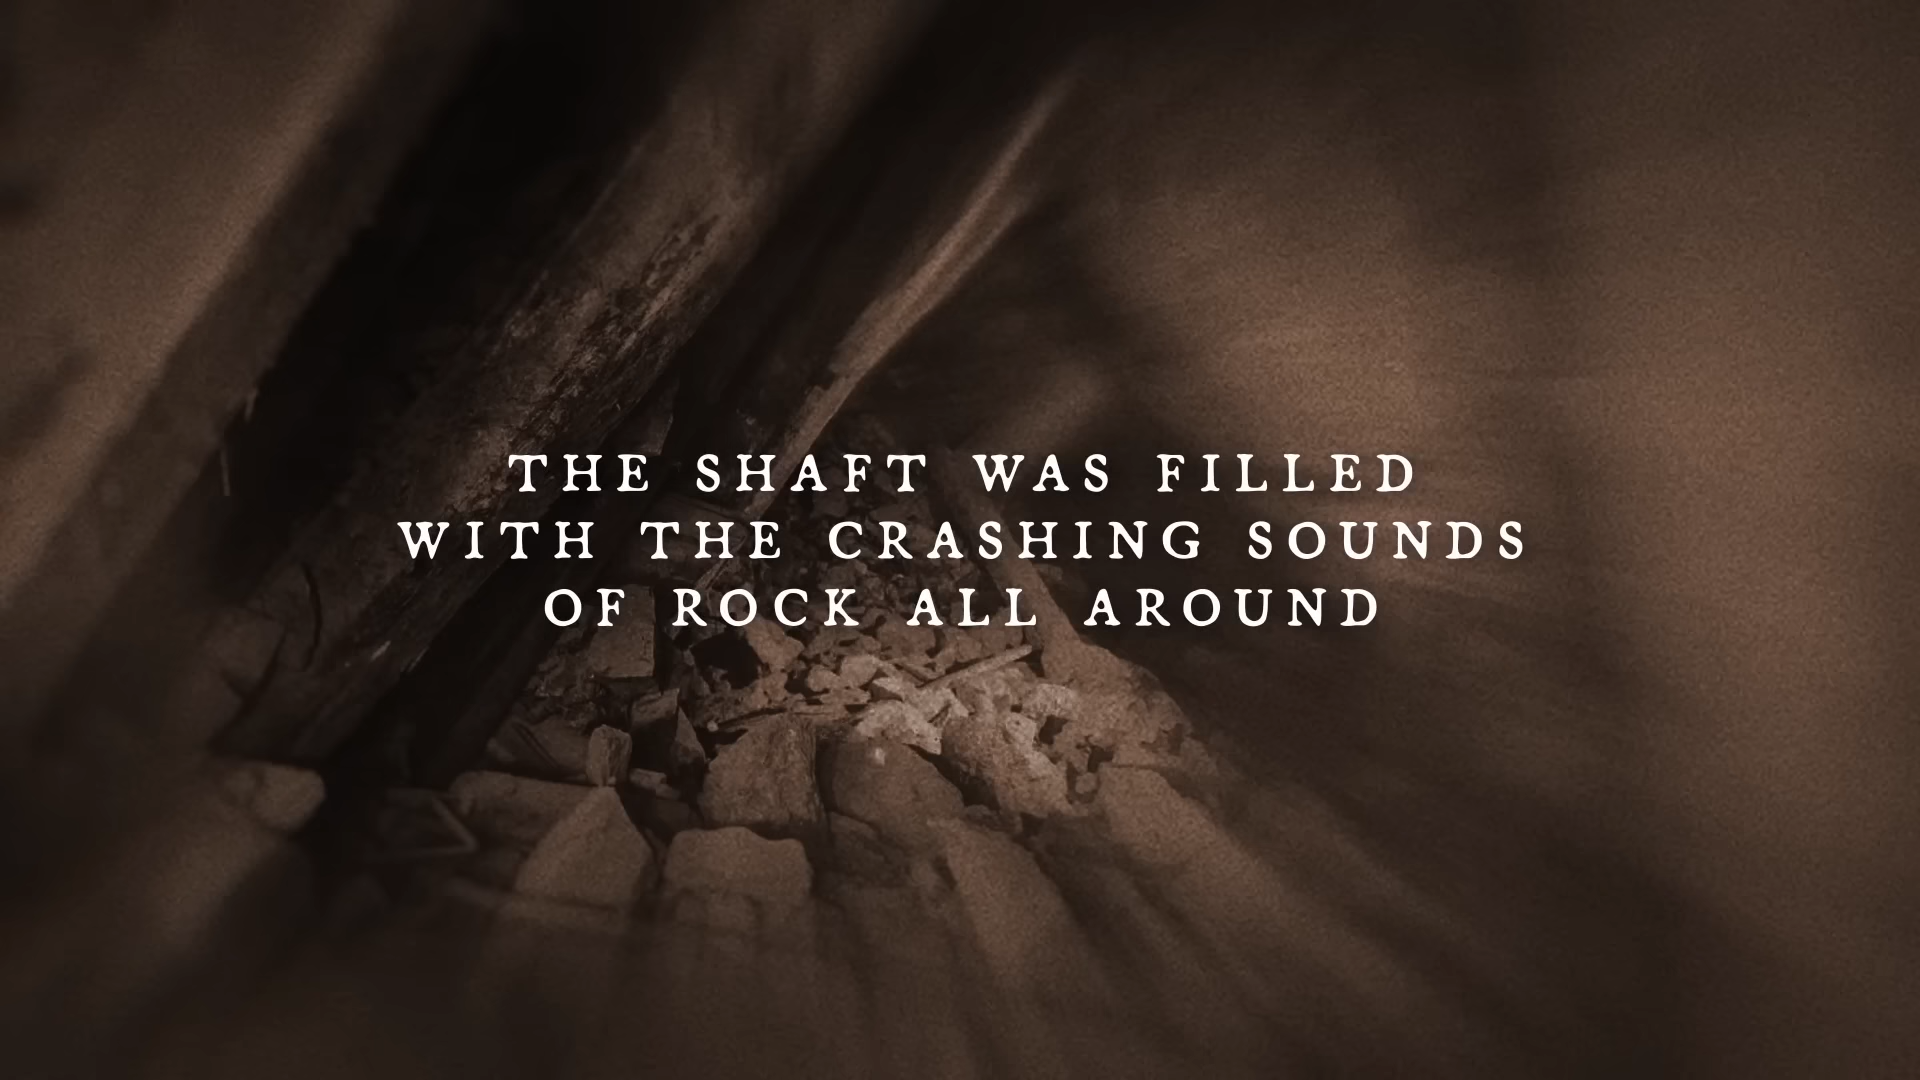 THE SHAFT WAS FILLED
WITH THE CRASHING SOUNDS
OF ROCK ALL AROUND